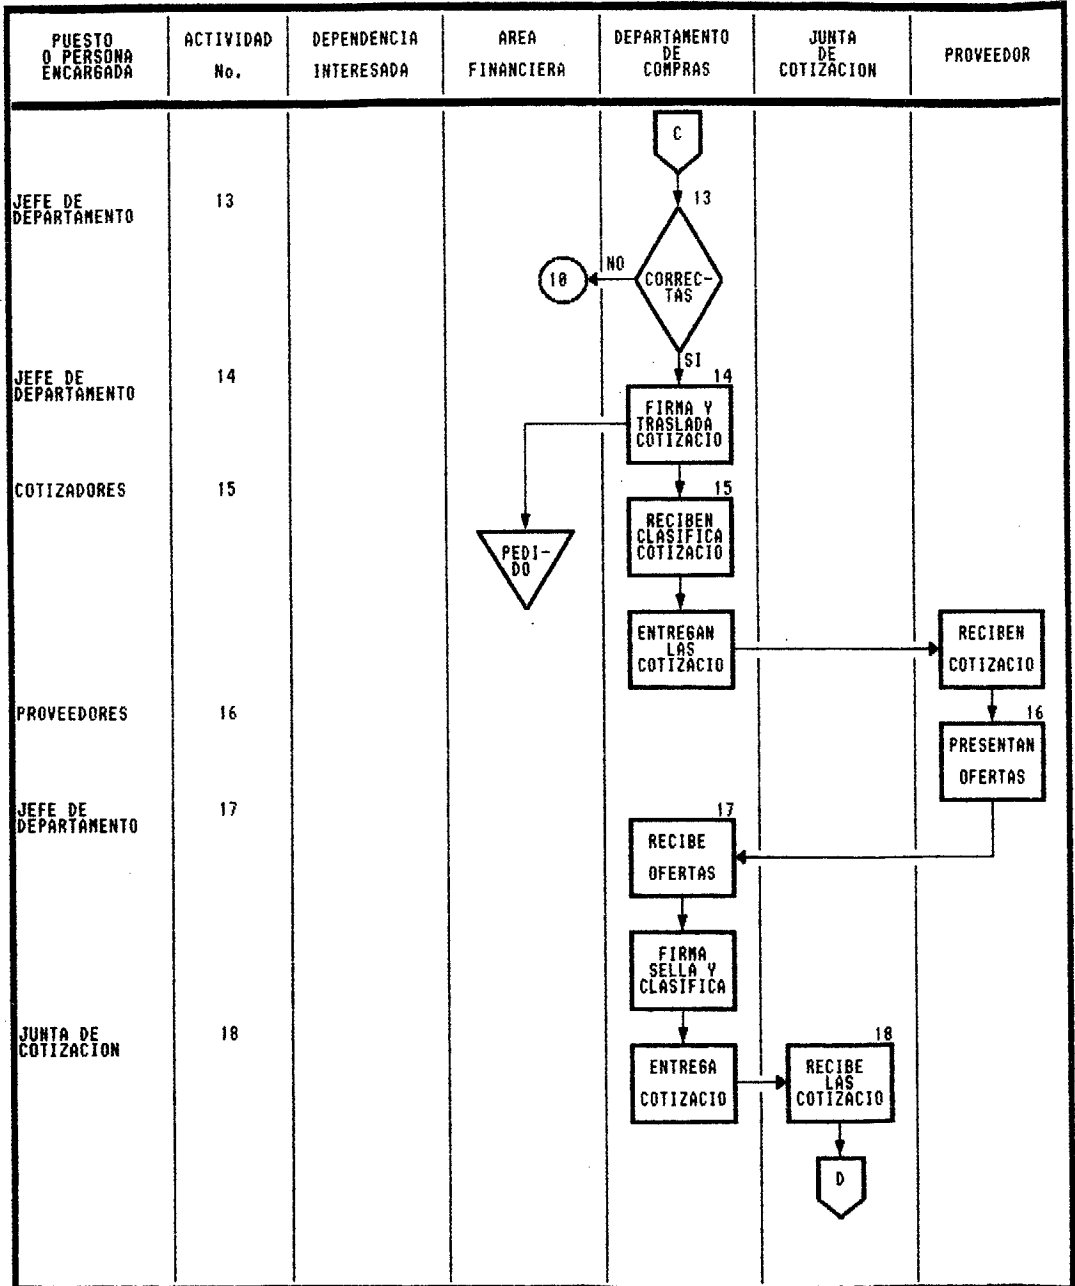 PUESTO
O PERSONA
ENCARGADA
ACTIVIDAD
No.
DEPENDENCIA
INTERESADA
AREA
FINANCIERA
DEPARTAMENTO
DE
COMPRAS
JUNTA
DE
COTIZACION
PROVEEDOR
C
JEFE DE
DEPARTAMENTO
13
13
NO
10
CORREC-
TAS
SI
JEFE DE
DEPARTAMENTO
14
14
FIRMA Y
TRASLADA
COTIZACIO
COTIZADORES
15
15
RECIBEN
CLASIFICA
COTIZACIO
PEDI-
DO
ENTREGAN
LAS
COTIZACIO
RECIBEN
COTIZACIO
PROVEEDORES
16
16
PRESENTAN
OFERTAS
JEFE DE
DEPARTAMENTO
17
17
RECIBE
OFERTAS
FIRMA
SELLA Y
CLASIFICA
JUNTA DE
COTIZACION
18
18
ENTREGA
COTIZACIO
RECIBE
LAS
COTIZACIO
D